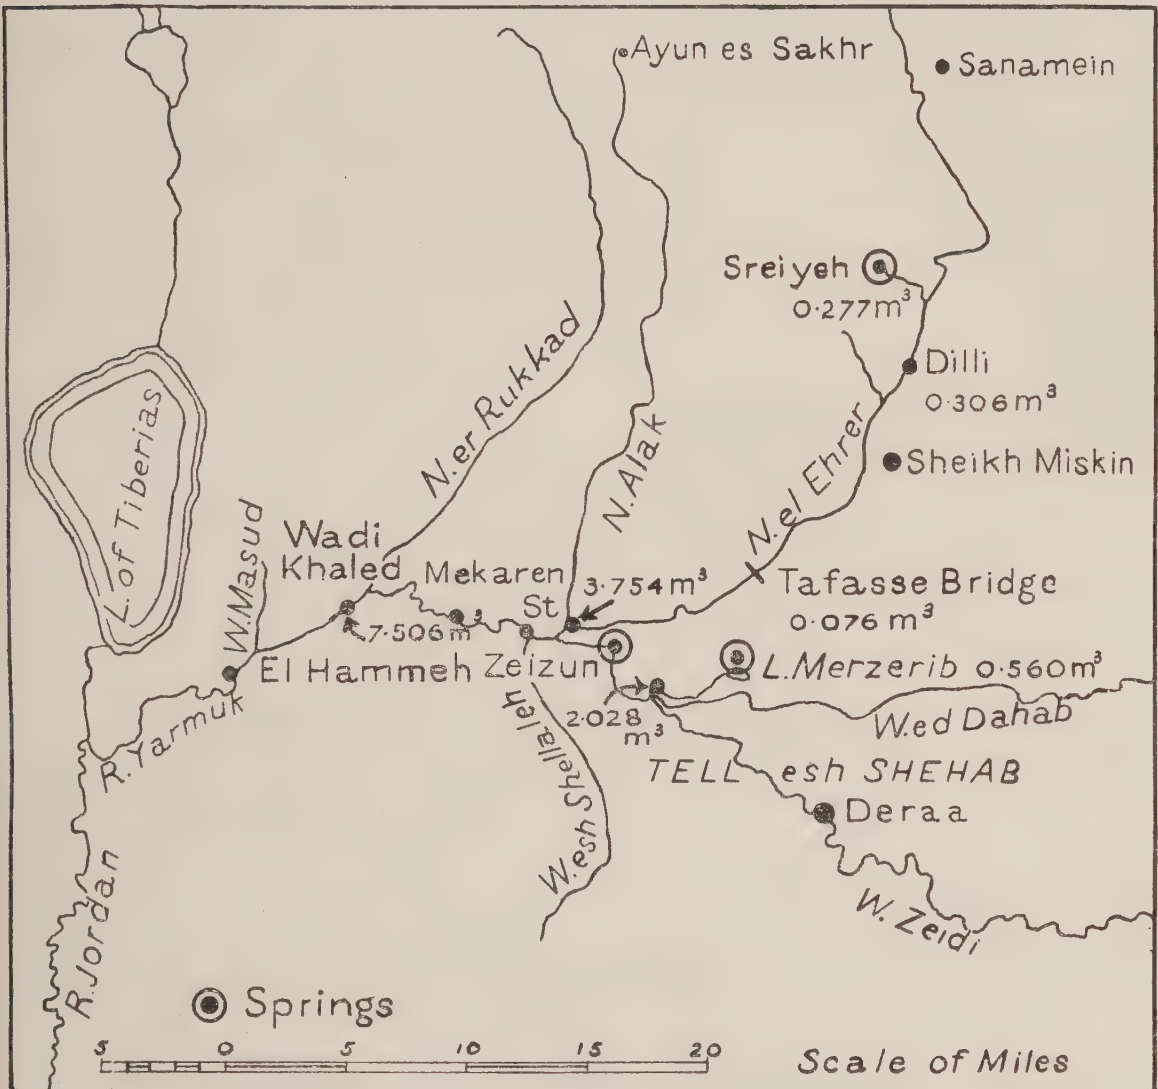 Ayun es Sakhr
Sanamein
Sreiyeh
0.277m³
Dilli
0.306m³
N.er Rukkad
N.Alak
N.el Ehrer
Sheikh Miskin
L.of Tiberias
W.Masud
Wadi
Khaled
Mekaren
St
3.754m³
Tafasse Bridge
0.076m³
7.506m³
El Hammeh
Zeizun
L.Merzerib 0.560m³
R.Yarmuk
2.028
m³
W.ed Dahab
W.esh Shellaleh
TELL esh SHEHAB
Deraa
W. Zeidi
R.Jordan
Springs
5 0 5 10 15 20
Scale of Miles